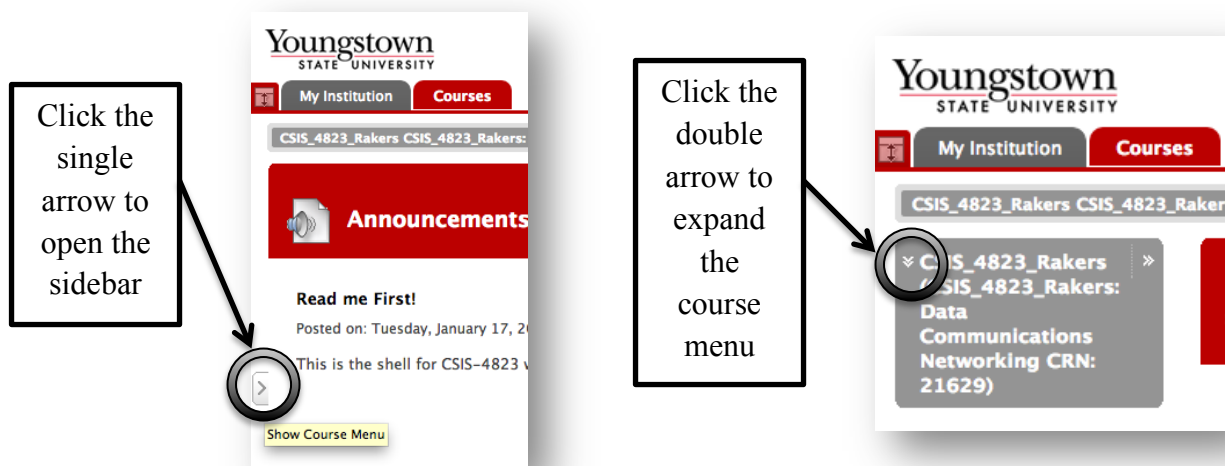 Click the
single
arrow to
open the
sidebar
Youngstown
STATE UNIVERSITY
My Institution Courses
CSIS_4823_Rakers CSIS_4823_Rakers:
Announcements
Read me First!
Posted on: Tuesday, January 17, 2
This is the shell for CSIS-4823
Show Course Menu
Click the
double
arrow to
expand
the
course
menu
Youngstown
STATE UNIVERSITY
My Institution Courses
CSIS_4823_Rakers CSIS_4823_Raker
CSIS_4823_Rakers
(CSIS_4823_Rakers:
Data
Communications
Networking CRN:
21629)